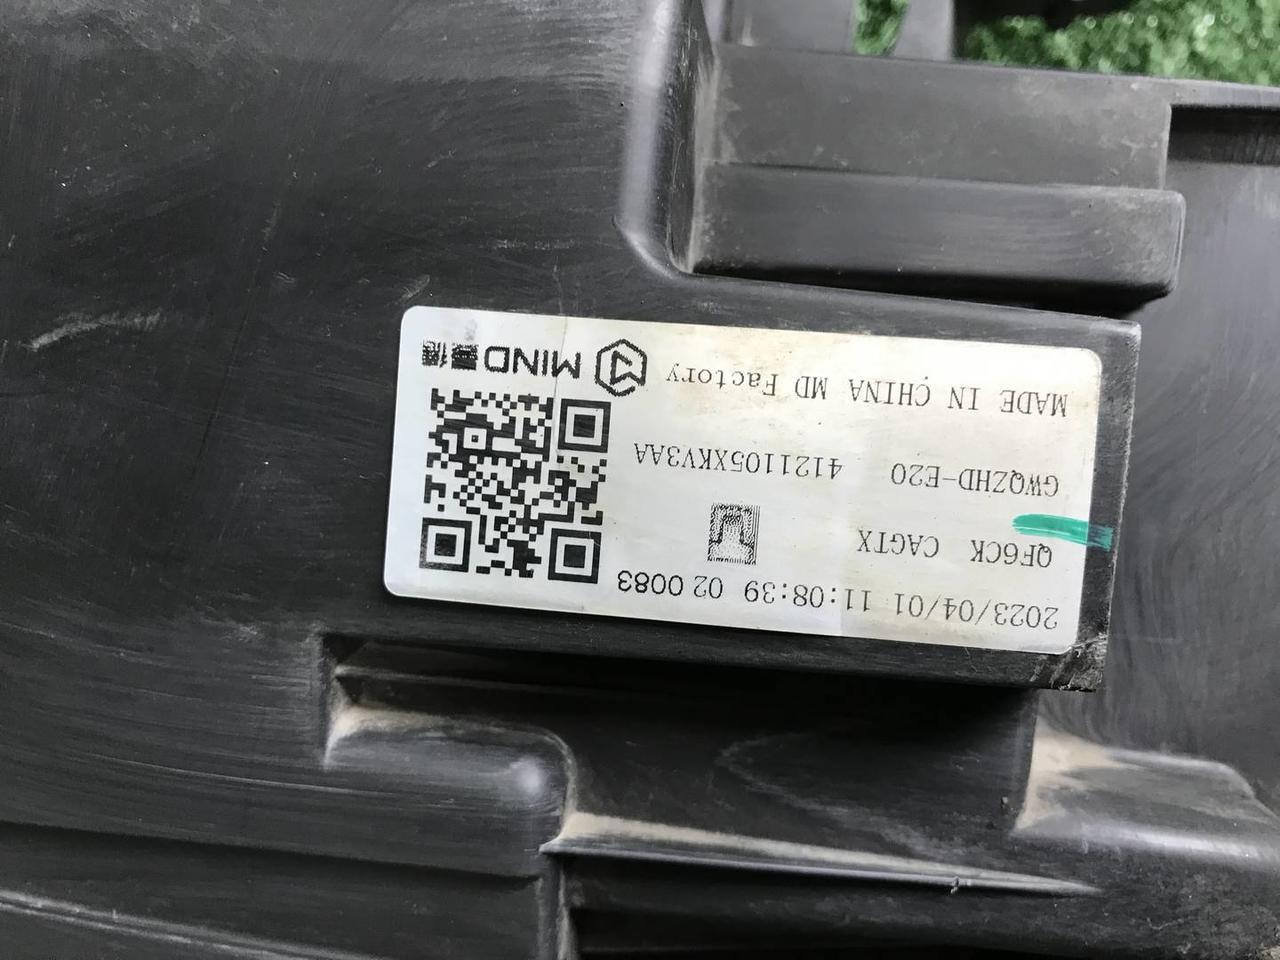 2023/04/01 11:08:39 02 0083
QF6CK CAGTX
GWQZHD-E20 4121105XKV3AA
MADE IN CHINA MD Factory
MIND